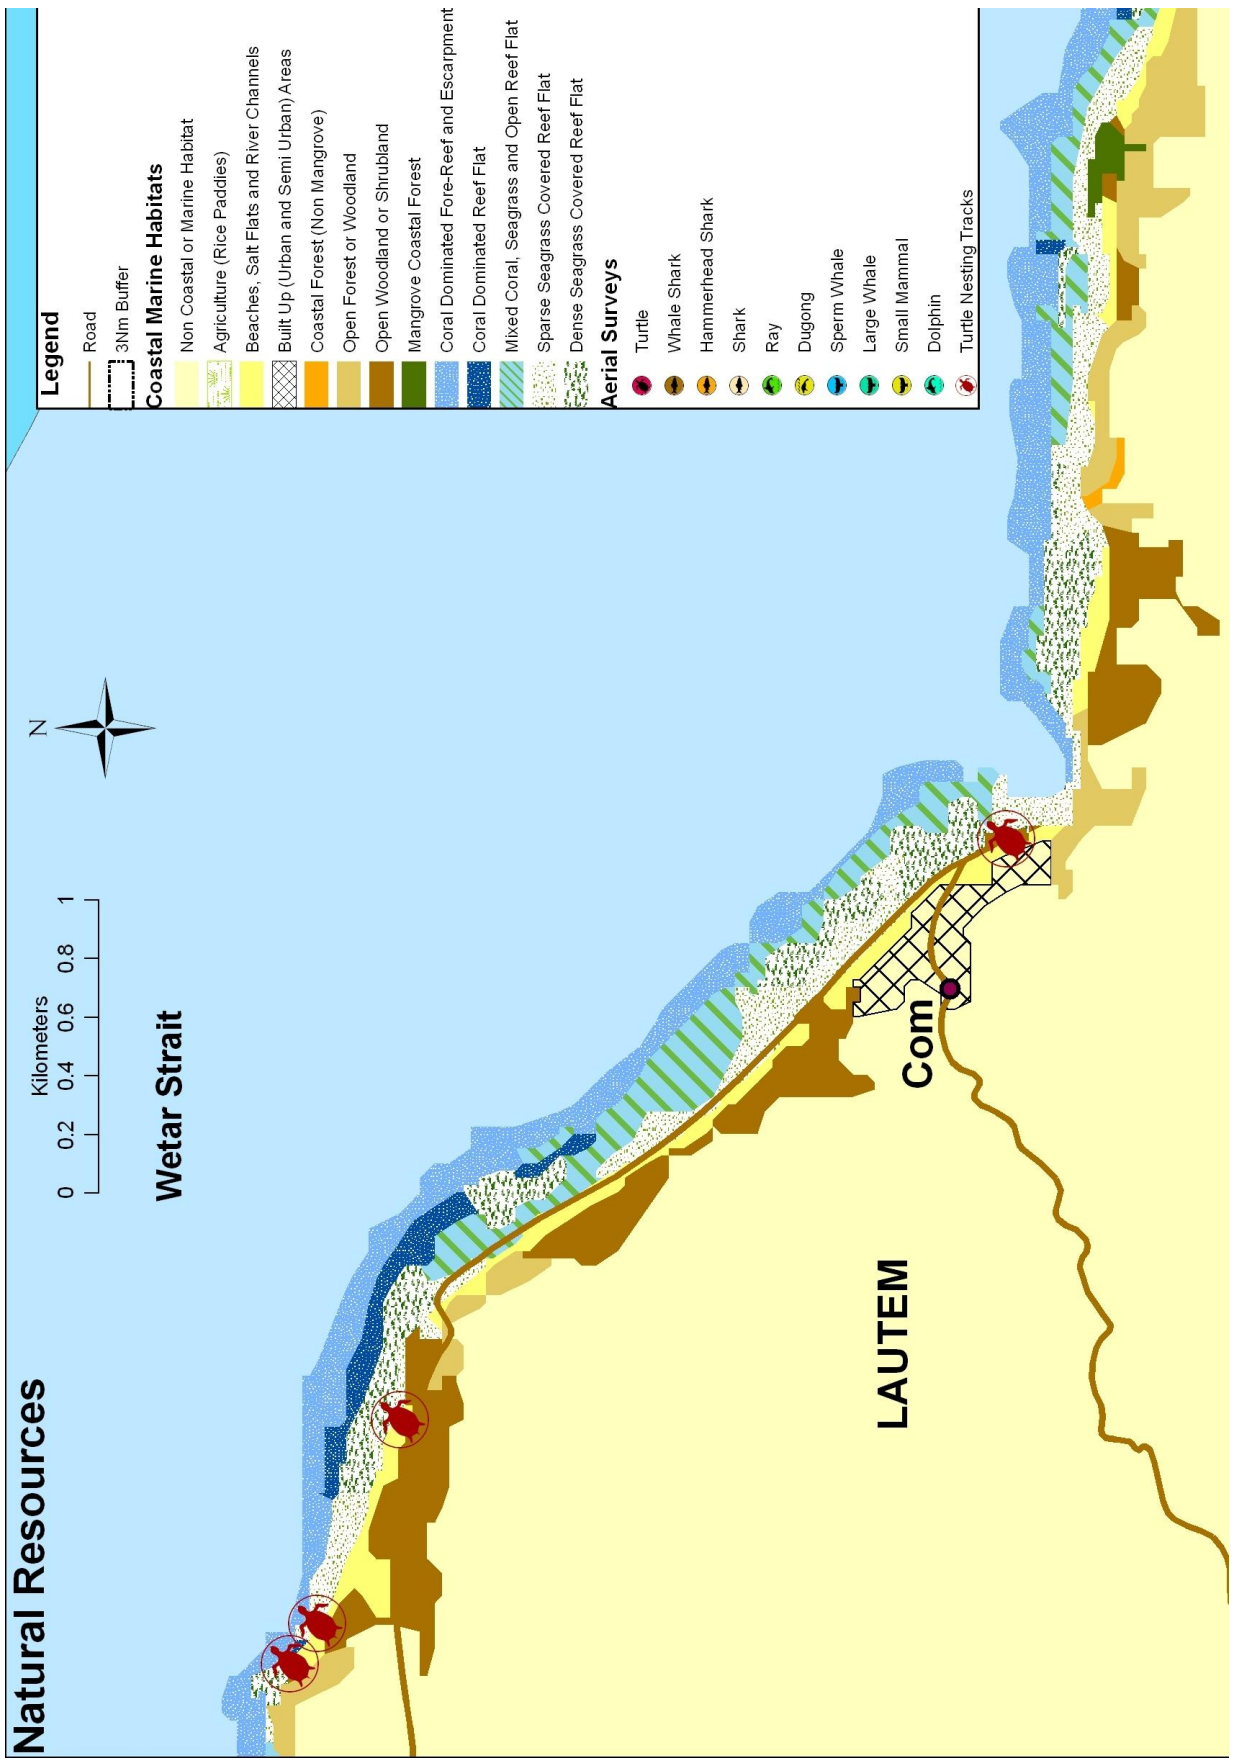 Natural Resources
N
Kilometers
0 0.2 0.4 0.6 0.8 1
Wetar Strait
Com
LAUTEM
Legend
Road
3Nm Buffer
Coastal Marine Habitats
Non Coastal or Marine Habitat
Agriculture (Rice Paddies)
Beaches, Salt Flats and River Channels
Built Up (Urban and Semi Urban) Areas
Coastal Forest (Non Mangrove)
Open Forest or Woodland
Open Woodland or Shrubland
Mangrove Coastal Forest
Coral Dominated Fore-Reef and Escarpment
Coral Dominated Reef Flat
Mixed Coral, Seagrass and Open Reef Flat
Sparse Seagrass Covered Reef Flat
Dense Seagrass Covered Reef Flat
Aerial Surveys
Turtle
Whale Shark
Hammerhead Shark
Shark
Ray
Dugong
Sperm Whale
Large Whale
Small Mammal
Dolphin
Turtle Nesting Tracks